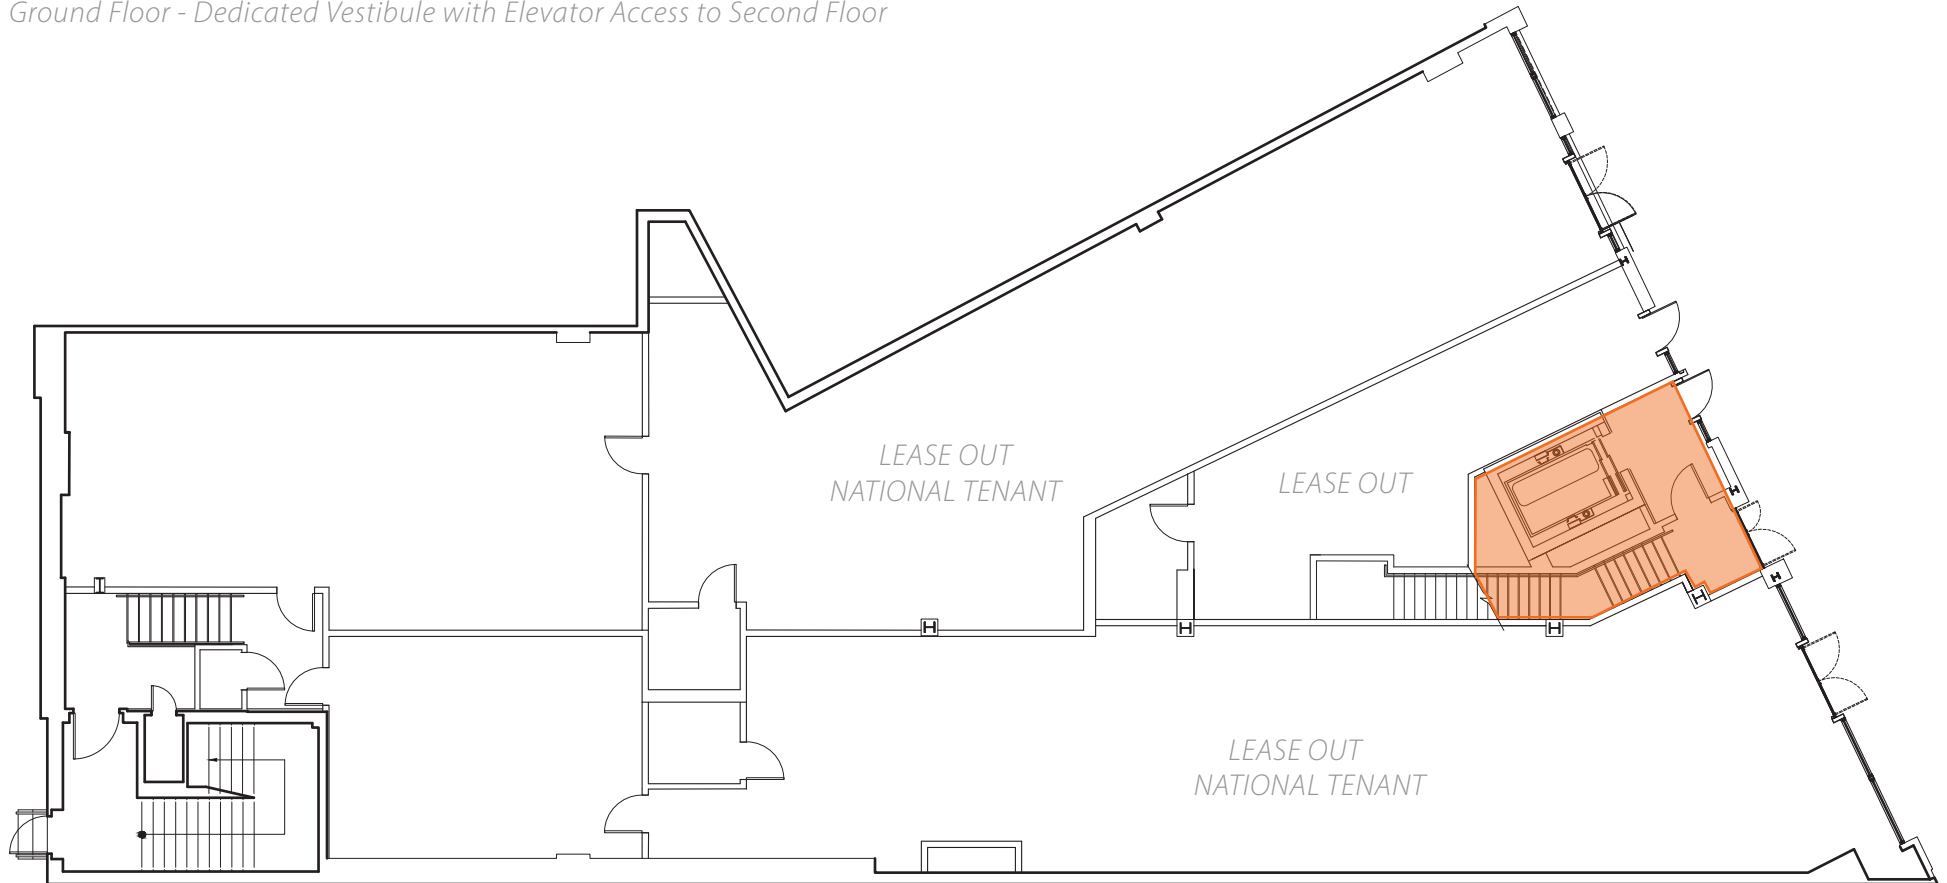 Ground Floor - Dedicated Vestibule with Elevator Access to Second Floor
LEASE OUT
NATIONAL TENANT
LEASE OUT
LEASE OUT
NATIONAL TENANT